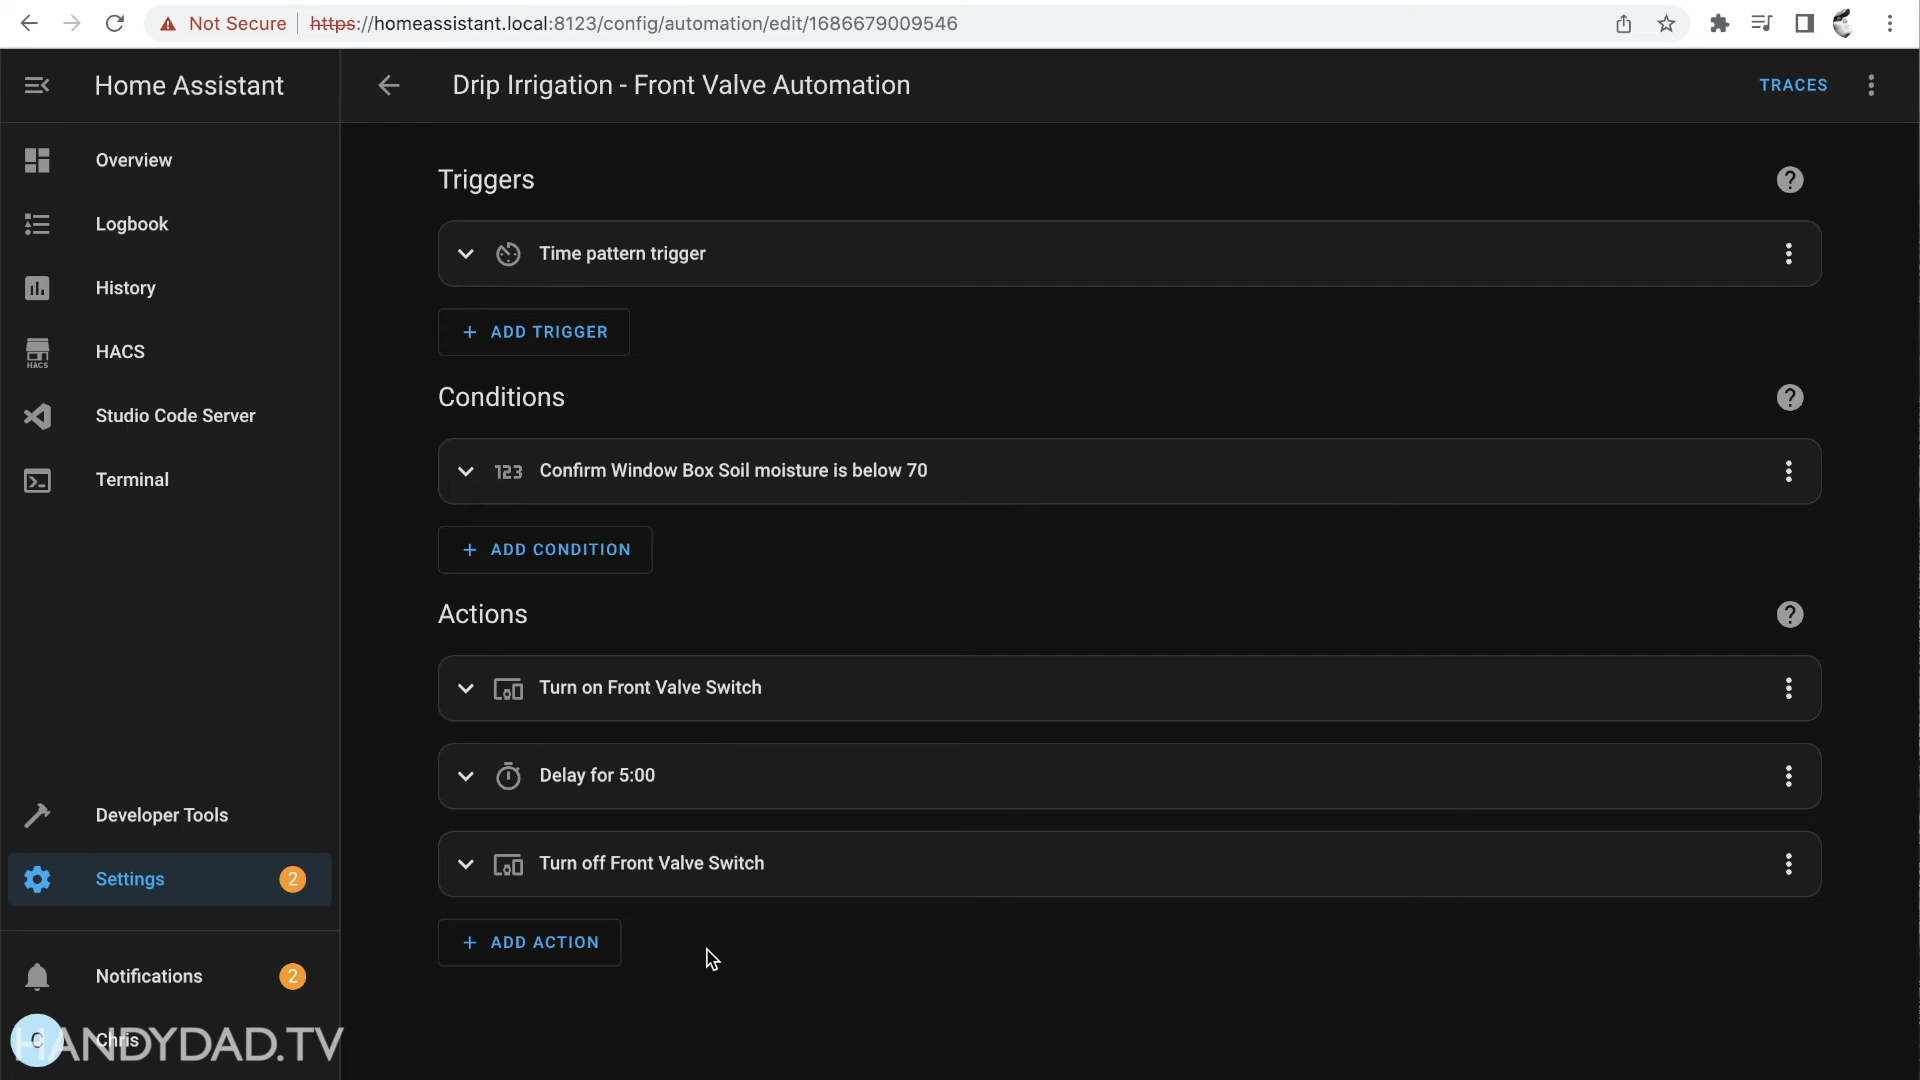 Not Secure
https://homeassistant.local:8123/config/automation/edit/1686679009546
Home Assistant
Drip Irrigation - Front Valve Automation
TRACES
Overview
Logbook
History
HACS
HACS
Studio Code Server
Terminal
Developer Tools
Settings
2
Notifications
2
C
Chris
HANDYDAD.TV
Triggers
Time pattern trigger
+ ADD TRIGGER
Conditions
123
Confirm Window Box Soil moisture is below 70
+ ADD CONDITION
Actions
Turn on Front Valve Switch
Delay for 5:00
Turn off Front Valve Switch
+ ADD ACTION